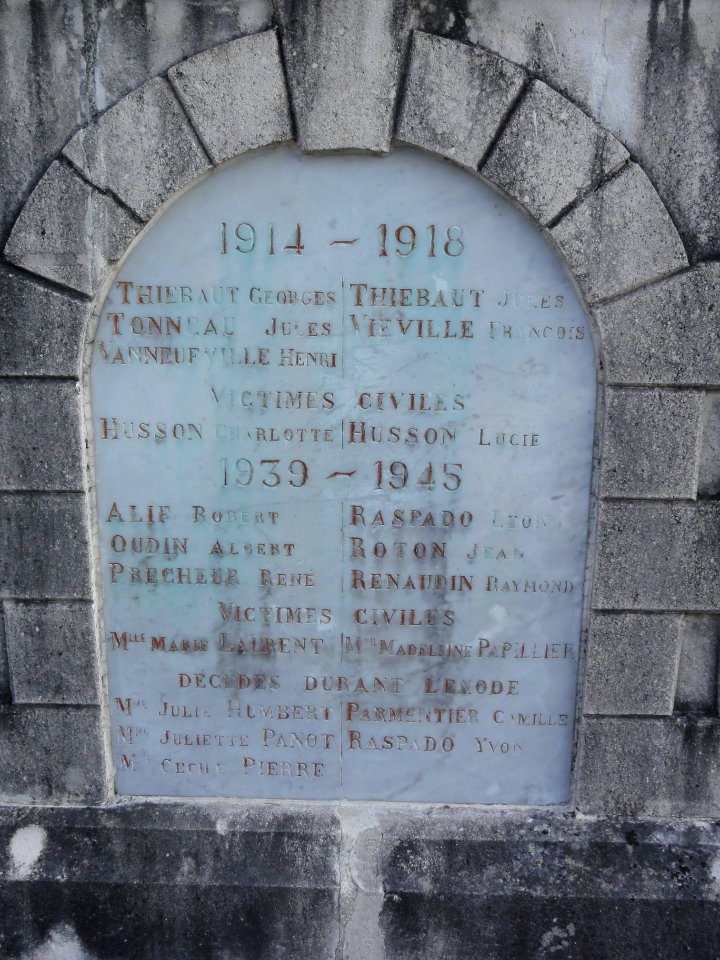 1914 - 1918
THIEBAUT GEORGES THIEBAUT JULES
TONNEAU JULES VIEVILLE FRANCOIS
VANNEUFVILLE HENRI
VICTIMES CIVILES
HUSSON CHARLOTTE HUSSON LUCIE
1939 - 1945
ALIF ROBERT RASPADO LEON
OUDIN ALBERT ROTON JEAN
PRECHEUR RENE RENAUDIN RAYMOND
VICTIMES CIVILES
MLLE MARIE LAURENT MME MADELEINE PAPILLIER
DECEDES DURANT L'EXODE
MME JULIE HUMBERT PARMENTIER CAMILLE
MME JULIETTE PANOT RASPADO YVON
CECILE PIERRE